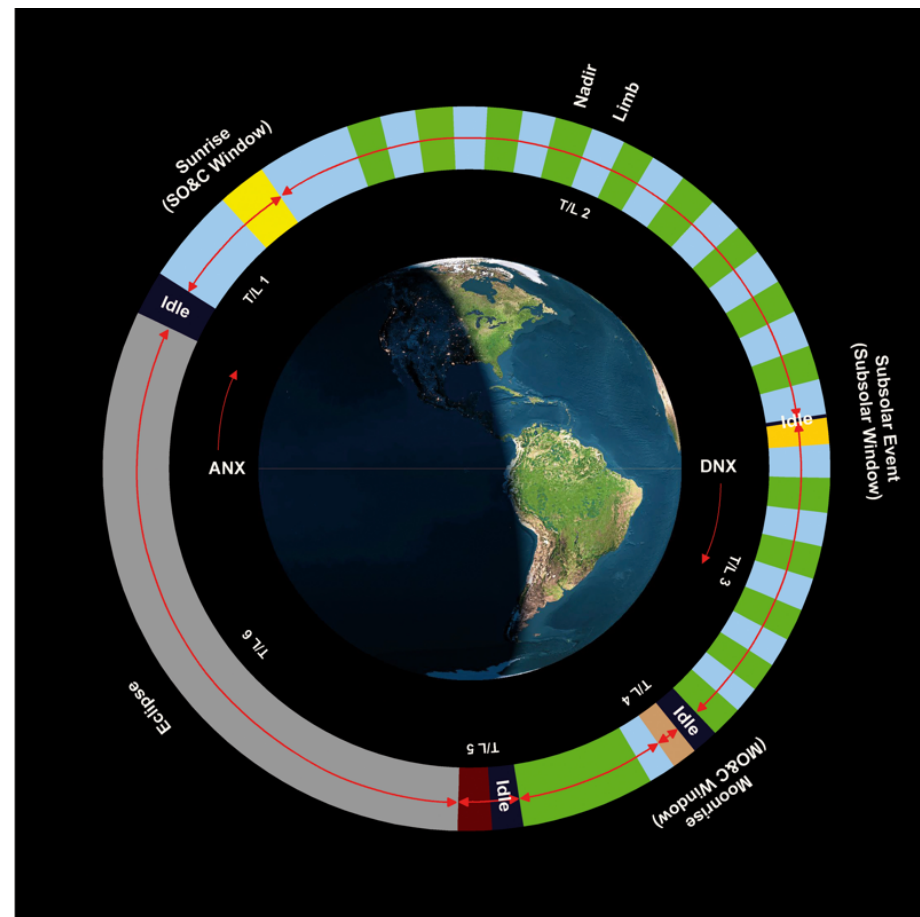 Nadir
Limb
Sunrise
(SO&C Window)
T/L 2
T/L 1
Idle
Subsolar Event
(Subsolar Window)
Idle
ANX
DNX
T/L 3
T/L 6
T/L 4
Idle
Eclipse
T/L 5
Idle
Moonrise
(MO&C Window)